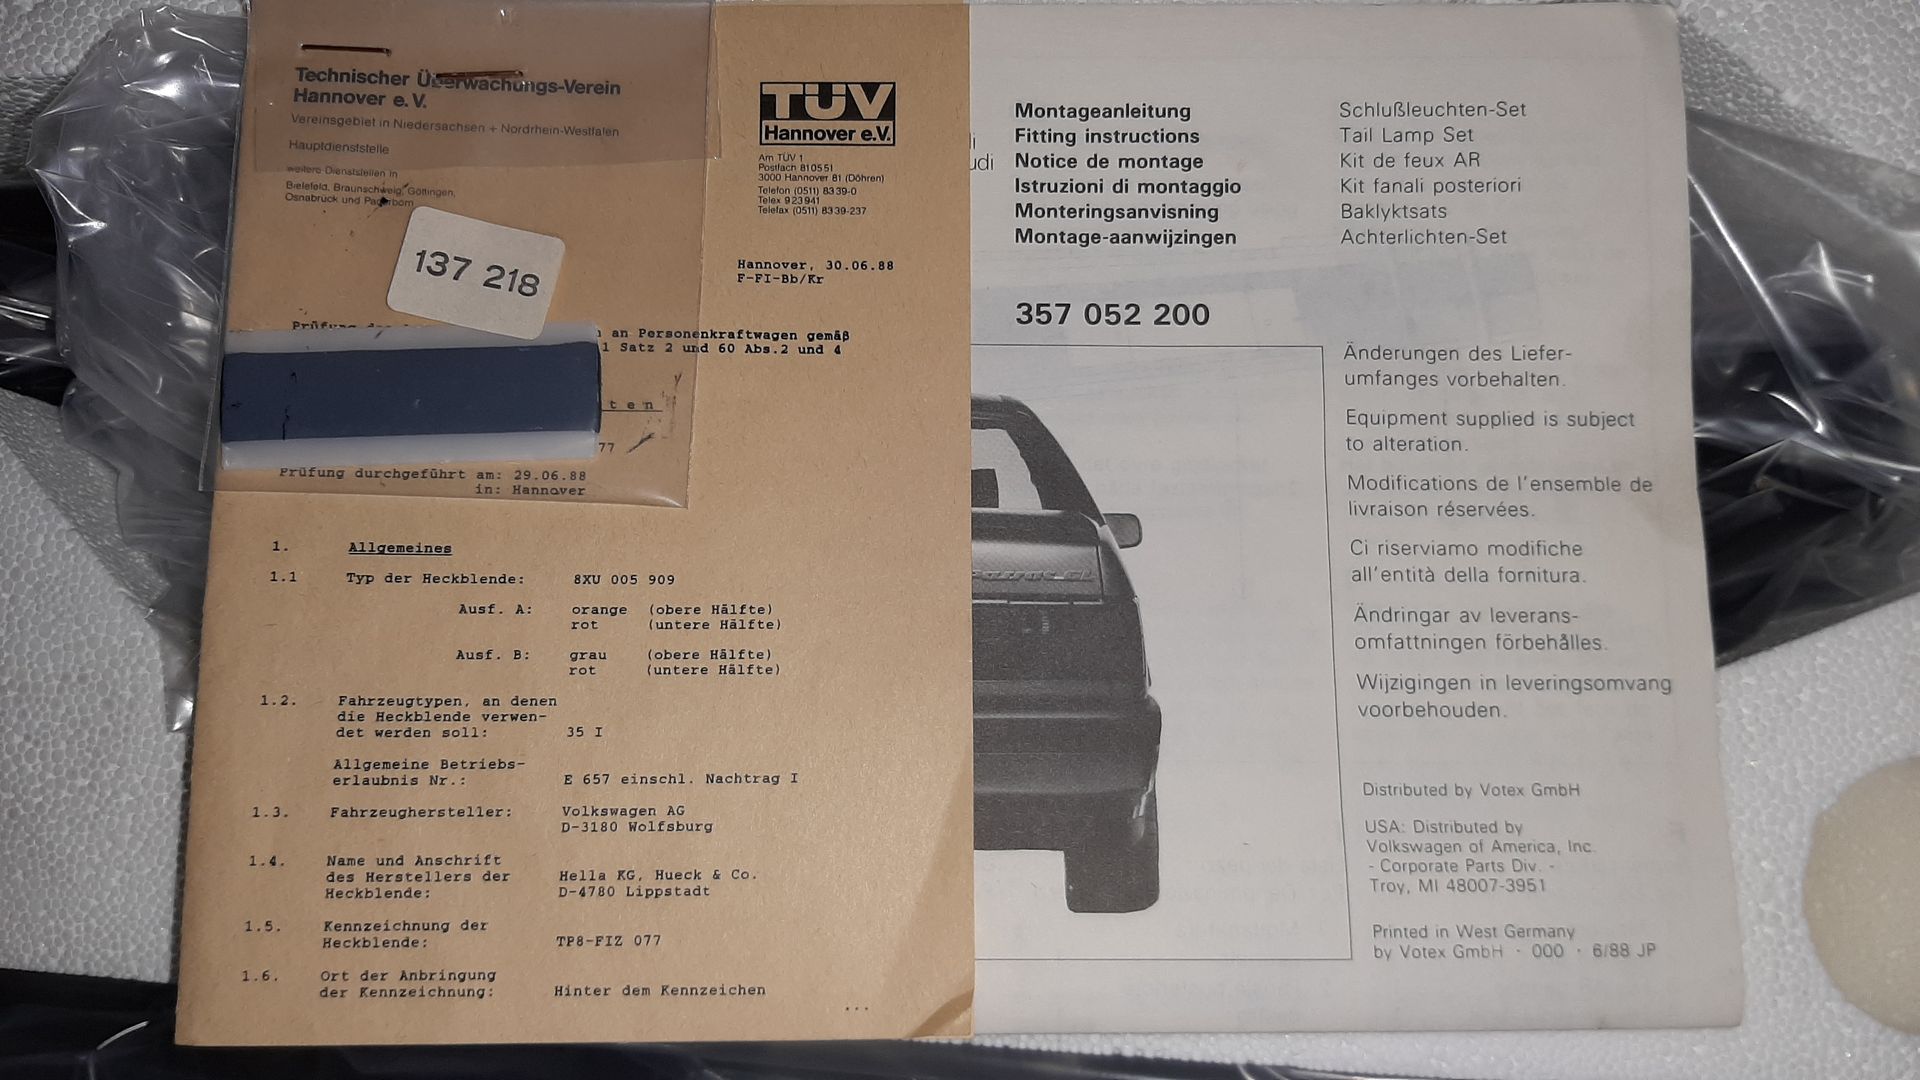 Technischer Überwachungs-Verein
Hannover e.V.
Vereinsgebiet in Niedersachsen + Nordrhein-Westfalen
Hauptdienststelle
weitere Dienststellen in
Bielefeld, Braunschweig, Göttingen,
Osnabrück und Paderborn
137 218
TÜV
Hannover e.V.
Am TÜV 1
Postfach 810551
3000 Hannover 81 (Döhren)
Telefon (0511) 8339-0
Telex 923941
Telefax (0511) 8339-237
Hannover, 30.06.88
F-FI-Bb/Kr
Prüfung an Personenkraftwagen gemäß
1 Satz 2 und 60 Abs.2 und 4
ten
77
Prüfung durchgeführt am: 29.06.88
in: Hannover
1. Allgemeines
1.1 Typ der Heckblende: 8XU 005 909
Ausf. A: orange (obere Hälfte)
rot (untere Hälfte)
Ausf. B: grau (obere Hälfte)
rot (untere Hälfte)
1.2. Fahrzeugtypen, an denen
die Heckblende verwen-
det werden soll: 35 I
Allgemeine Betriebs-
erlaubnis Nr.: E 657 einschl. Nachtrag I
1.3. Fahrzeughersteller: Volkswagen AG
D-3180 Wolfsburg
1.4. Name und Anschrift
des Herstellers der Hella KG, Hueck & Co.
Heckblende: D-4780 Lippstadt
1.5. Kennzeichnung der
Heckblende: TP8-FIZ 077
1.6. Ort der Anbringung
der Kennzeichnung: Hinter dem Kennzeichen
...
udi
Montageanleitung Schlußleuchten-Set
Fitting instructions Tail Lamp Set
Notice de montage Kit de feux AR
Istruzioni di montaggio Kit fanali posteriori
Monteringsanvisning Baklyktsats
Montage-aanwijzingen Achterlichten-Set
357 052 200
Änderungen des Liefer-
umfanges vorbehalten.
Equipment supplied is subject
to alteration.
Modifications de l'ensemble de
livraison réservées.
Ci riserviamo modifiche
all'entità della fornitura.
Ändringar av leverans-
omfattningen förbehålles.
Wijzigingen in leveringsomvang
voorbehouden.
Distributed by Votex GmbH
USA: Distributed by
Volkswagen of America, Inc.
- Corporate Parts Div. -
Troy, MI 48007-3951
Printed in West Germany
by Votex GmbH · 000 · 6/88 JP